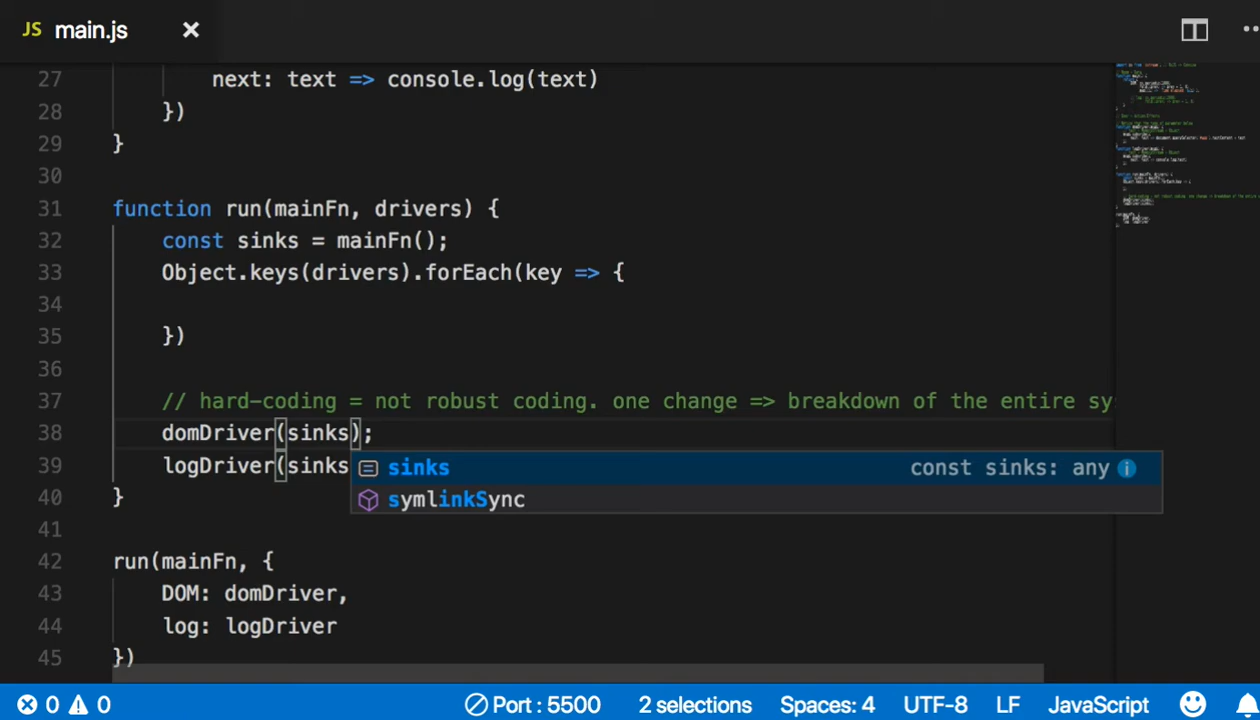 JS main.js
27 next: text => console.log(text)
28 })
29 }
30
31 function run(mainFn, drivers) {
32 const sinks = mainFn();
33 Object.keys(drivers).forEach(key => {
34
35 })
36
37 // hard-coding = not robust coding. one change => breakdown of the entire sy
38 domDriver(sinks);
39 logDriver(sinks
sinks const sinks: any
symlinkSync
40 }
41
42 run(mainFn, {
43 DOM: domDriver,
44 log: logDriver
45 })
0 0 Port : 5500 2 selections Spaces: 4 UTF-8 LF JavaScript